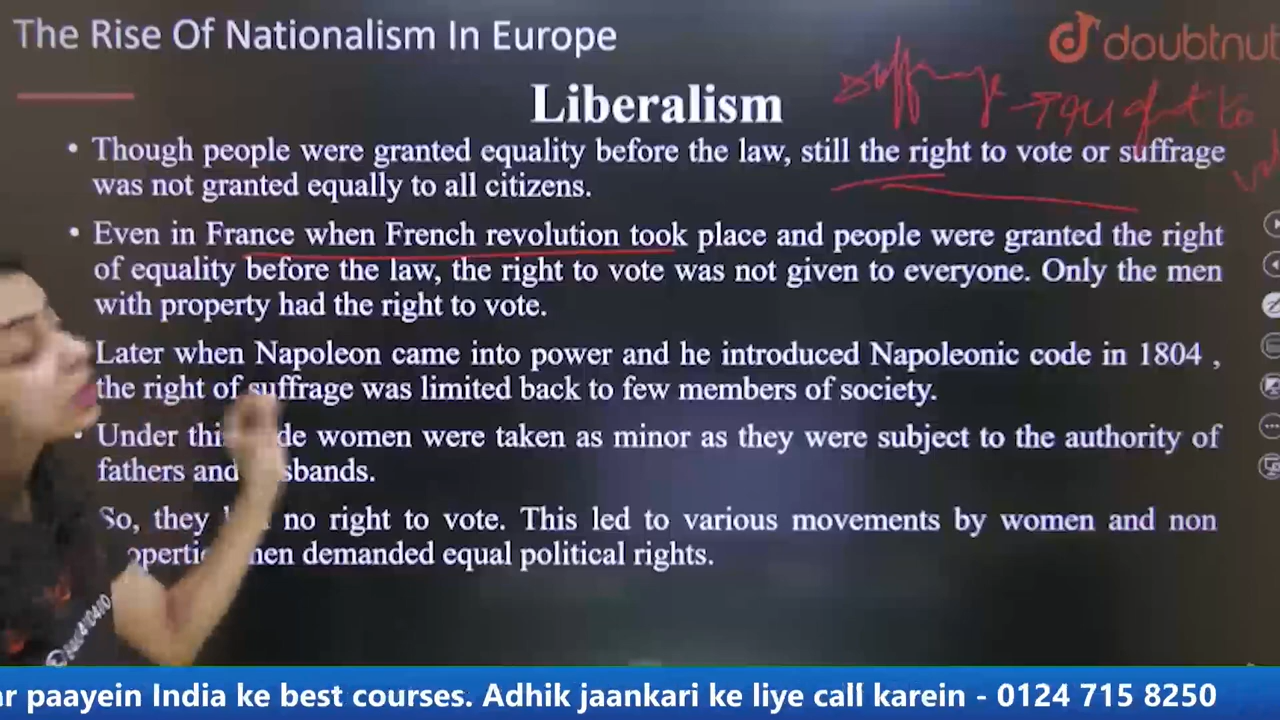 The Rise Of Nationalism In Europe
doubtnut
Liberalism
suffrage → right to
• Though people were granted equality before the law, still the right to vote or suffrage
was not granted equally to all citizens.
• Even in France when French revolution took place and people were granted the right
of equality before the law, the right to vote was not given to everyone. Only the men
with property had the right to vote.
Later when Napoleon came into power and he introduced Napoleonic code in 1804 ,
the right of suffrage was limited back to few members of society.
• Under women were taken as minor as they were subject to the authority of
fathers and
So, they no right to vote. This led to various movements by women and non
demanded equal political rights.
ar paayein India ke best courses. Adhik jaankari ke liye call karein - 0124 715 8250